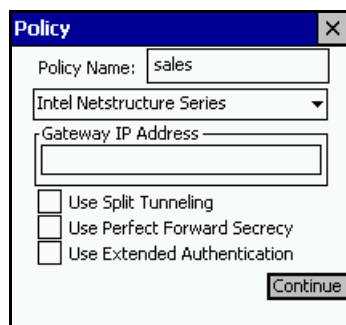 Policy
Policy Name: sales
Intel Netstructure Series
Gateway IP Address
Use Split Tunneling
Use Perfect Forward Secrecy
Use Extended Authentication
Continue